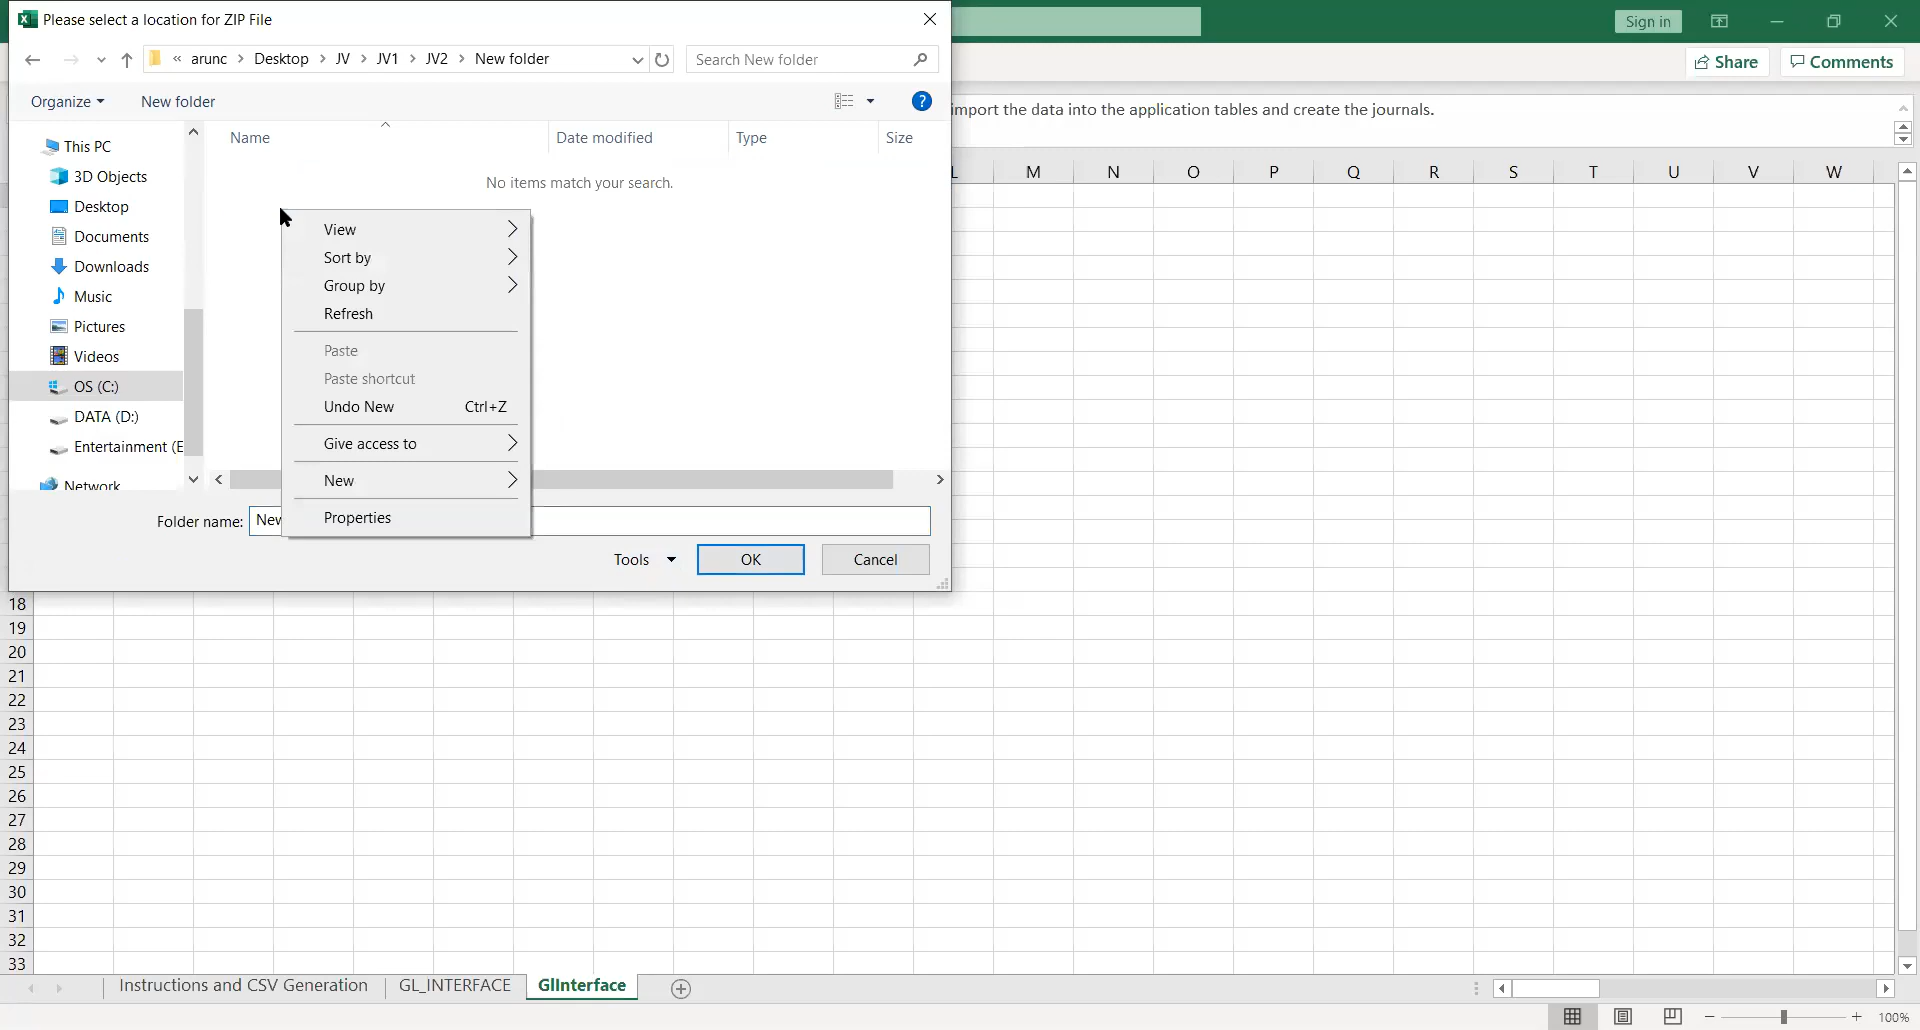 Please select a location for ZIP File
Sign in
« arunc > Desktop > JV > JV1 > JV2 > New folder
Search New folder
Share
Comments
Organize
New folder
import the data into the application tables and create the journals.
Name
Date modified
Type
Size
This PC
3D Objects
Desktop
Documents
Downloads
Music
Pictures
Videos
OS (C:)
DATA (D:)
Entertainment (E
Network
No items match your search.
View
Sort by
Group by
Refresh
Paste
Paste shortcut
Undo New Ctrl+Z
Give access to
New
Properties
Folder name: New
Tools
OK
Cancel
L M N O P Q R S T U V W
18
19
20
21
22
23
24
25
26
27
28
29
30
31
32
33
Instructions and CSV Generation
GL_INTERFACE
GlInterface
100%